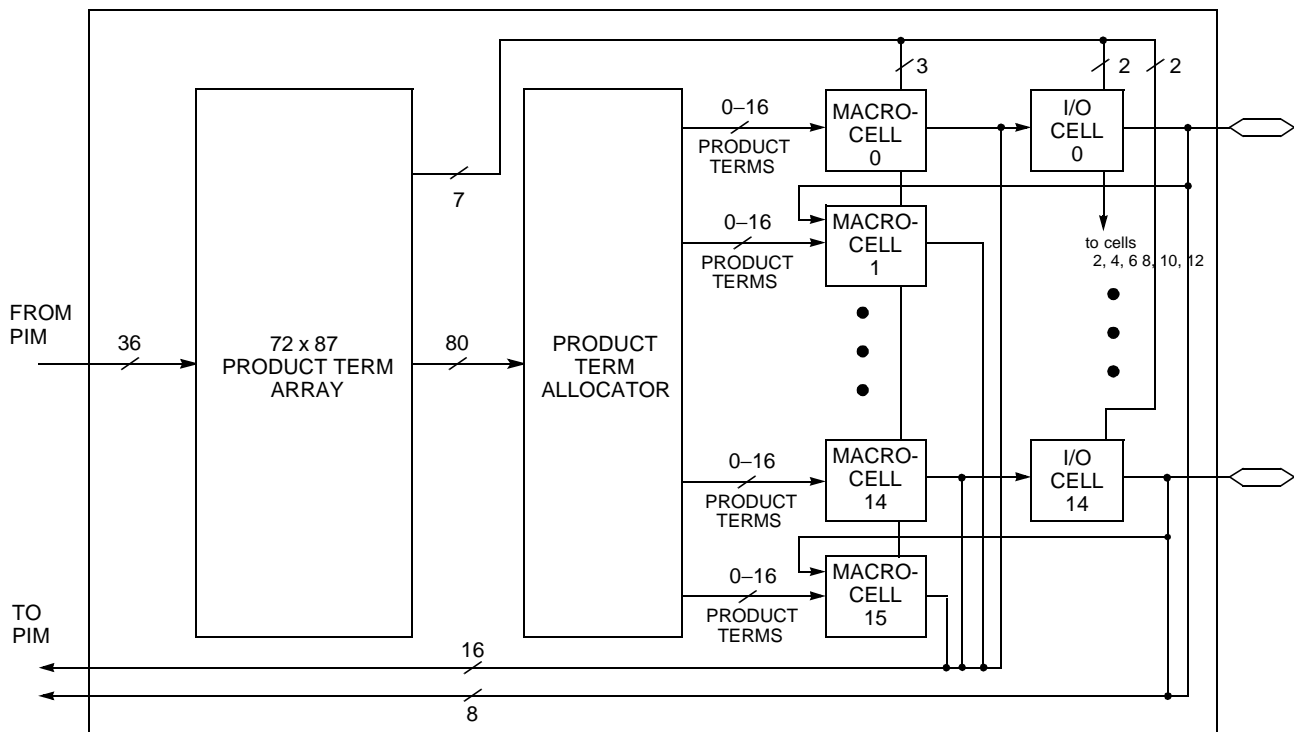 3
2
2
0–16
MACRO-
CELL
0
I/O
CELL
0
PRODUCT
TERMS
7
0–16
MACRO-
CELL
1
PRODUCT
TERMS
to cells
2, 4, 6 8, 10, 12
FROM
PIM
36
72 x 87
PRODUCT TERM
ARRAY
80
PRODUCT
TERM
ALLOCATOR
0–16
MACRO-
CELL
14
I/O
CELL
14
PRODUCT
TERMS
0–16
MACRO-
CELL
15
PRODUCT
TERMS
TO
PIM
16
8